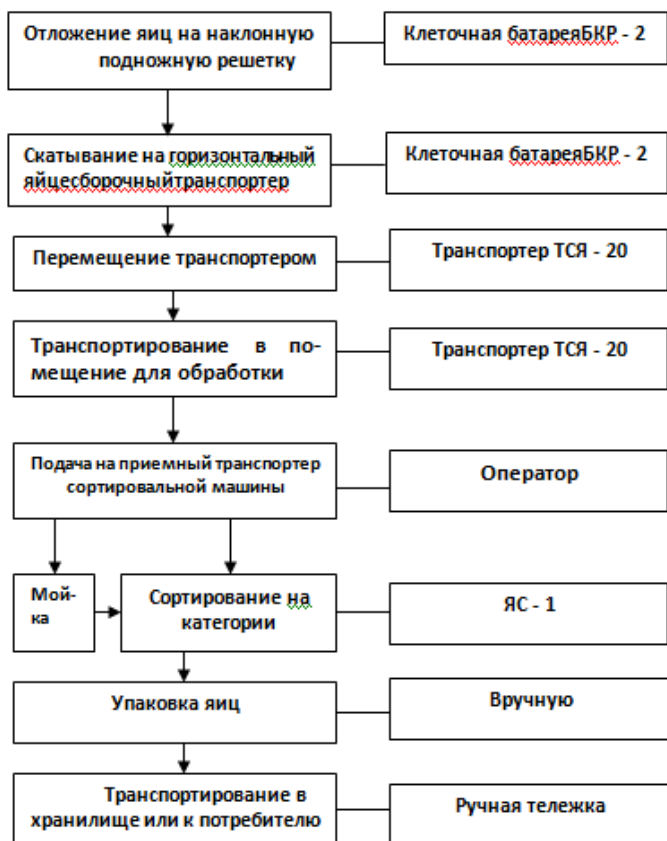 Отложение яиц на наклонную
подножную решетку
Клеточная батареяБКР - 2
Скатывание на горизонтальный
яйцесборочныйтранспортер
Клеточная батареяБКР - 2
Перемещение транспортером
Транспортер ТСЯ - 20
Транспортирование в по-
мещение для обработки
Транспортер ТСЯ - 20
Подача на приемный транспортер
сортировальной машины
Оператор
Мой-
ка
Сортирование на
категории
ЯС - 1
Упаковка яиц
Вручную
Транспортирование в
хранилище или к потребителю
Ручная тележка